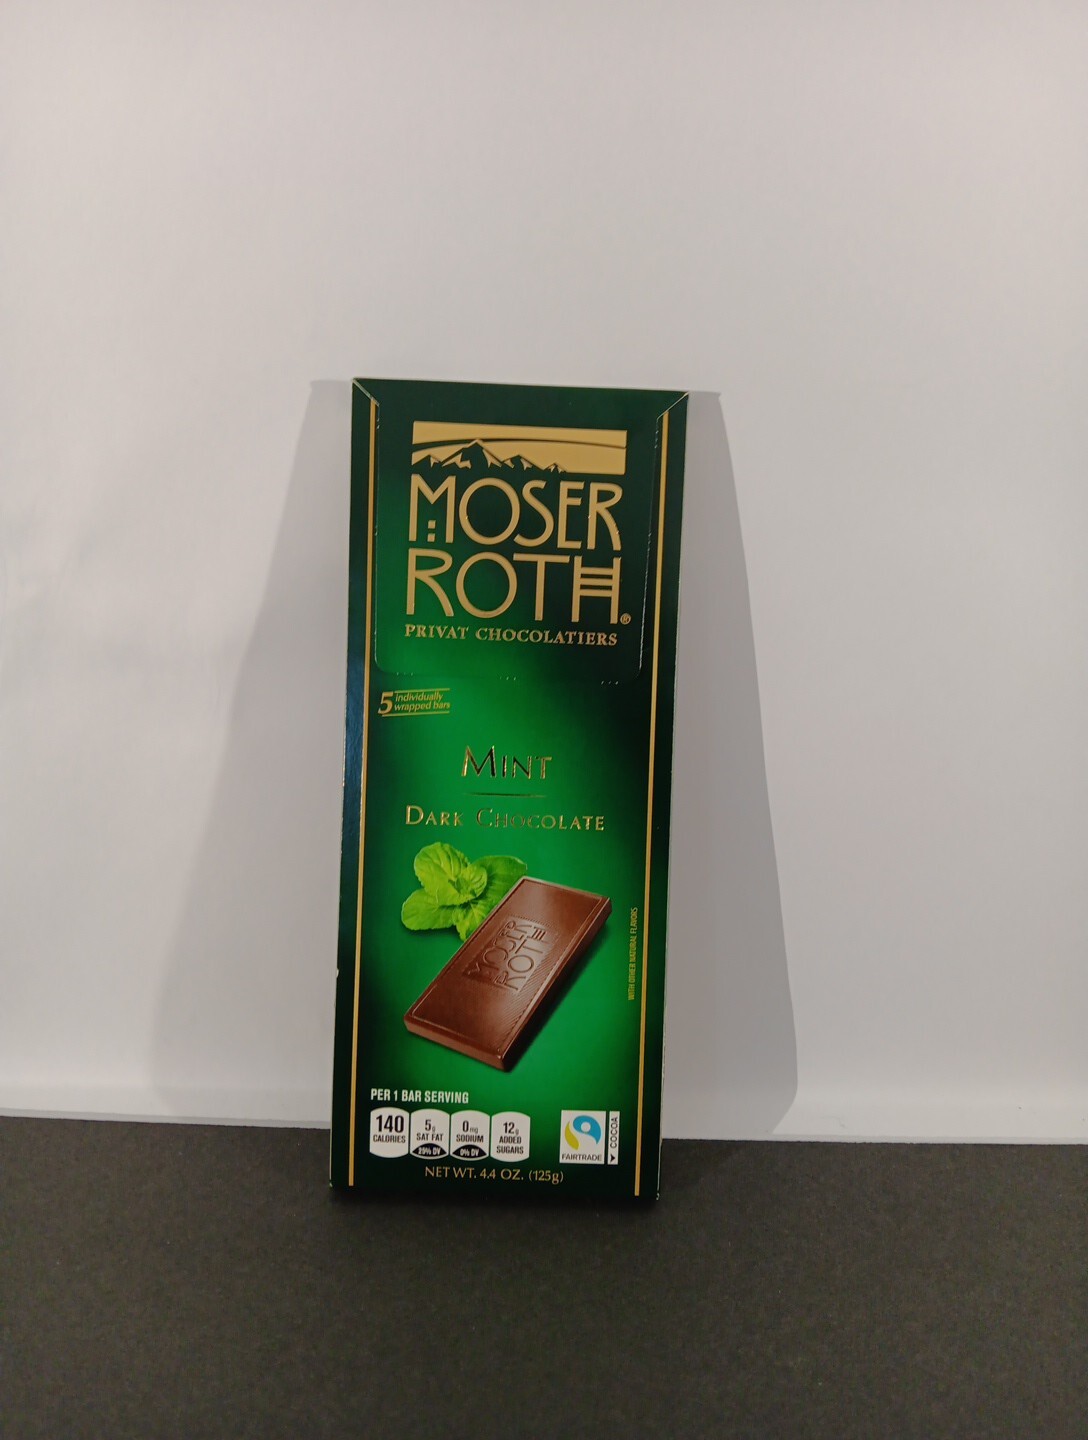 MOSER
ROTH®
PRIVAT CHOCOLATIERS
5 individually
wrapped bars
MINT
DARK CHOCOLATE
MOSER
ROTH
WITH OTHER NATURAL FLAVORS
PER 1 BAR SERVING
140
CALORIES
5g
SAT FAT
25% DV
0mg
SODIUM
0% DV
12g
ADDED
SUGARS
FAIRTRADE
COCOA
NET WT. 4.4 OZ. (125g)